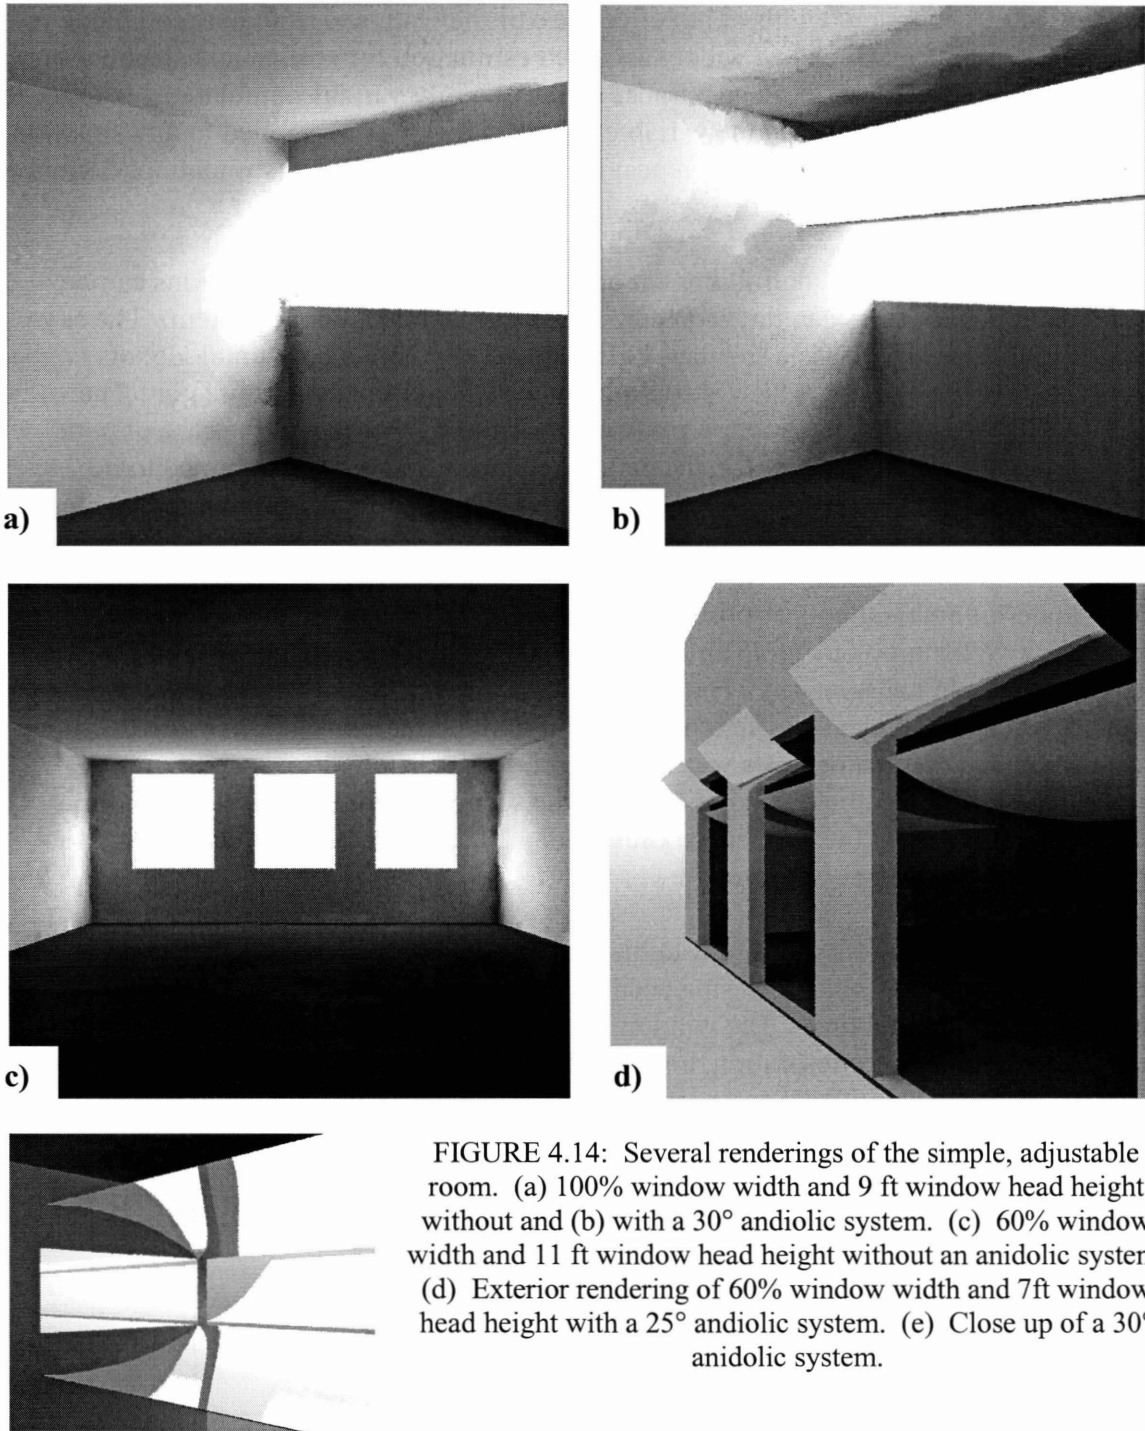 a)
b)
c)
d)
FIGURE 4.14: Several renderings of the simple, adjustable
room. (a) 100% window width and 9 ft window head height
without and (b) with a 30° andiolic system. (c) 60% window
width and 11 ft window head height without an anidolic system
(d) Exterior rendering of 60% window width and 7ft window
head height with a 25° andiolic system. (e) Close up of a 30°
anidolic system.